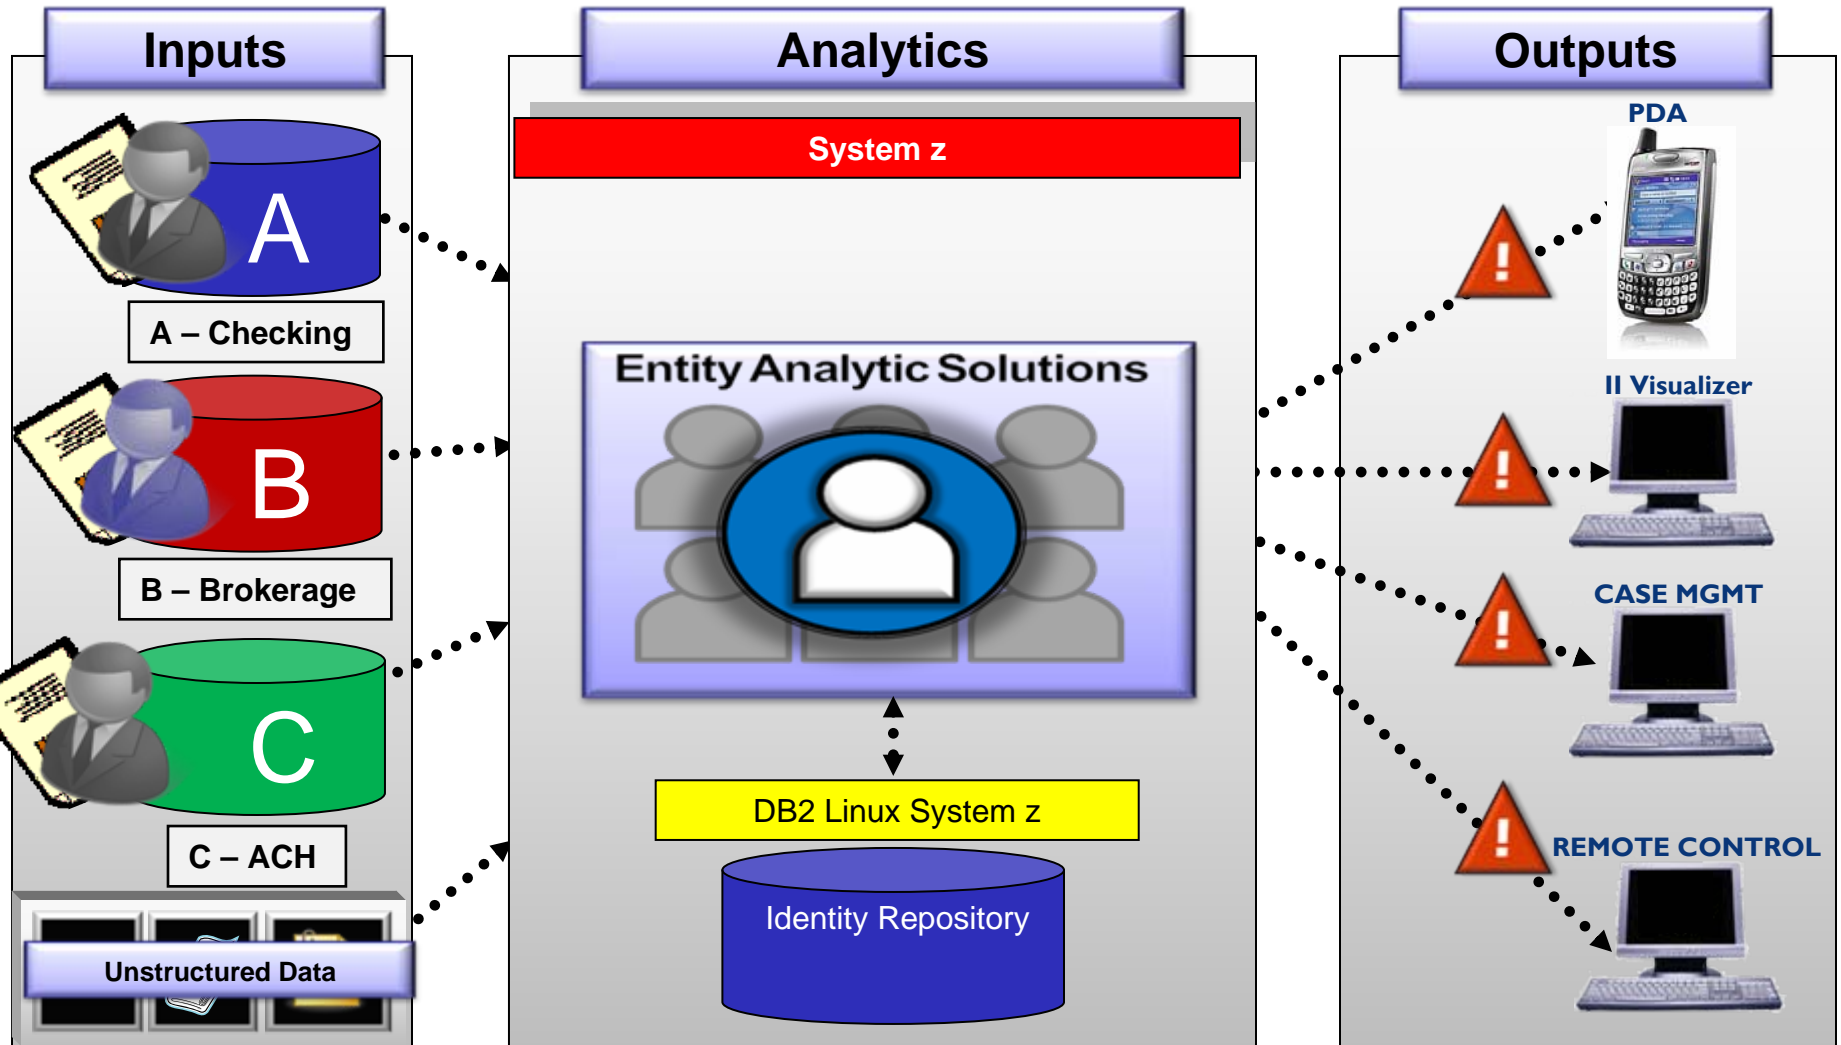 Inputs
A
A – Checking
B
B – Brokerage
C
C – ACH
Unstructured Data
Analytics
System z
Entity Analytic Solutions
DB2 Linux System z
Identity Repository
Outputs
PDA
!
II Visualizer
!
CASE MGMT
!
REMOTE CONTROL
!